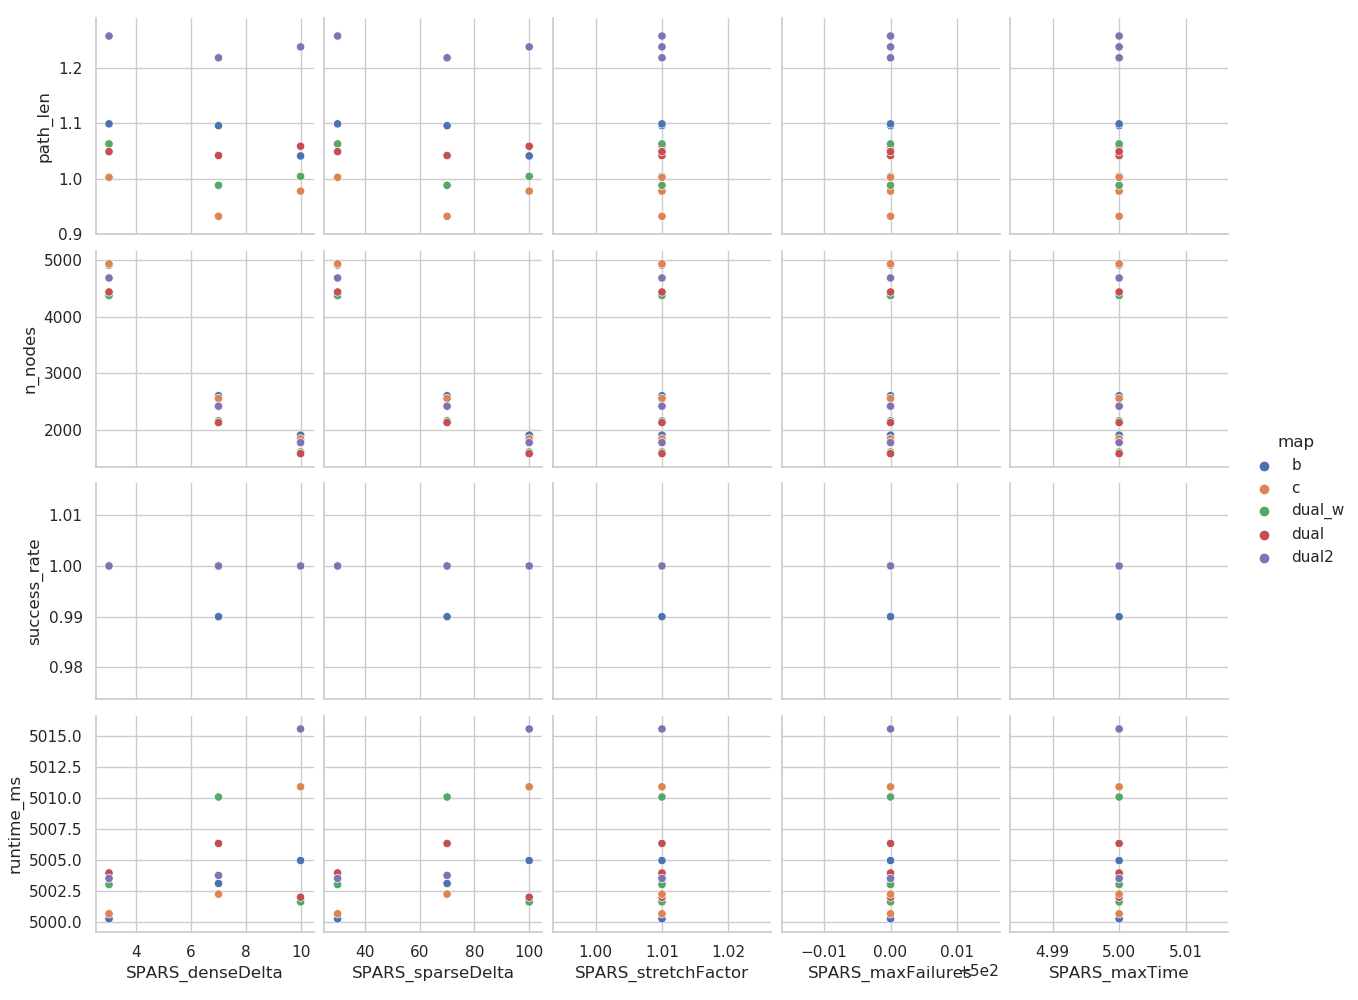 path_len
1.2
1.1
1.0
0.9
n_nodes
5000
4000
3000
2000
success_rate
1.01
1.00
0.99
0.98
runtime_ms
5015.0
5012.5
5010.0
5007.5
5005.0
5002.5
5000.0
4 6 8 10
40 60 80 100
1.00 1.01 1.02
−0.01 0.00 0.01
4.99 5.00 5.01
SPARS_denseDelta
SPARS_sparseDelta
SPARS_stretchFactor
SPARS_maxFailures
+5e2
SPARS_maxTime
map
b
c
dual_w
dual
dual2